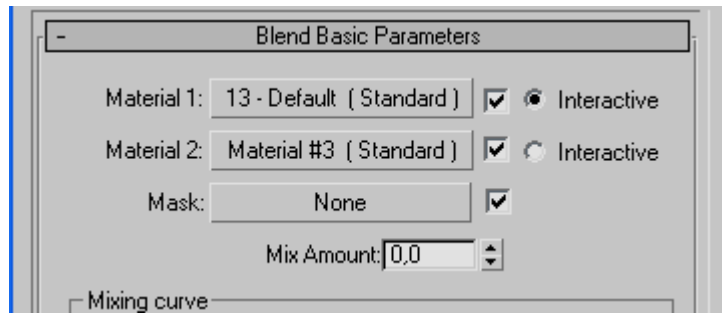 - Blend Basic Parameters
Material 1: 13 - Default ( Standard ) Interactive
Material 2: Material #3 ( Standard ) Interactive
Mask: None
Mix Amount: 0,0
Mixing curve